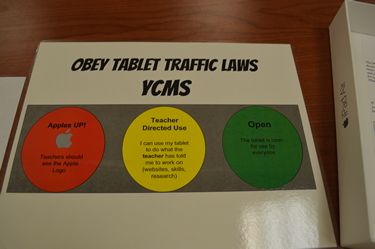 OBEY TABLET TRAFFIC LAWS
YCMS
Apples UP!
Teachers should
see the Apple
Logo
Teacher
Directed Use
I can use my tablet
to do what the
teacher has told
me to work on
(websites, skills,
research)
Open
The tablet is open
for use by
everyone